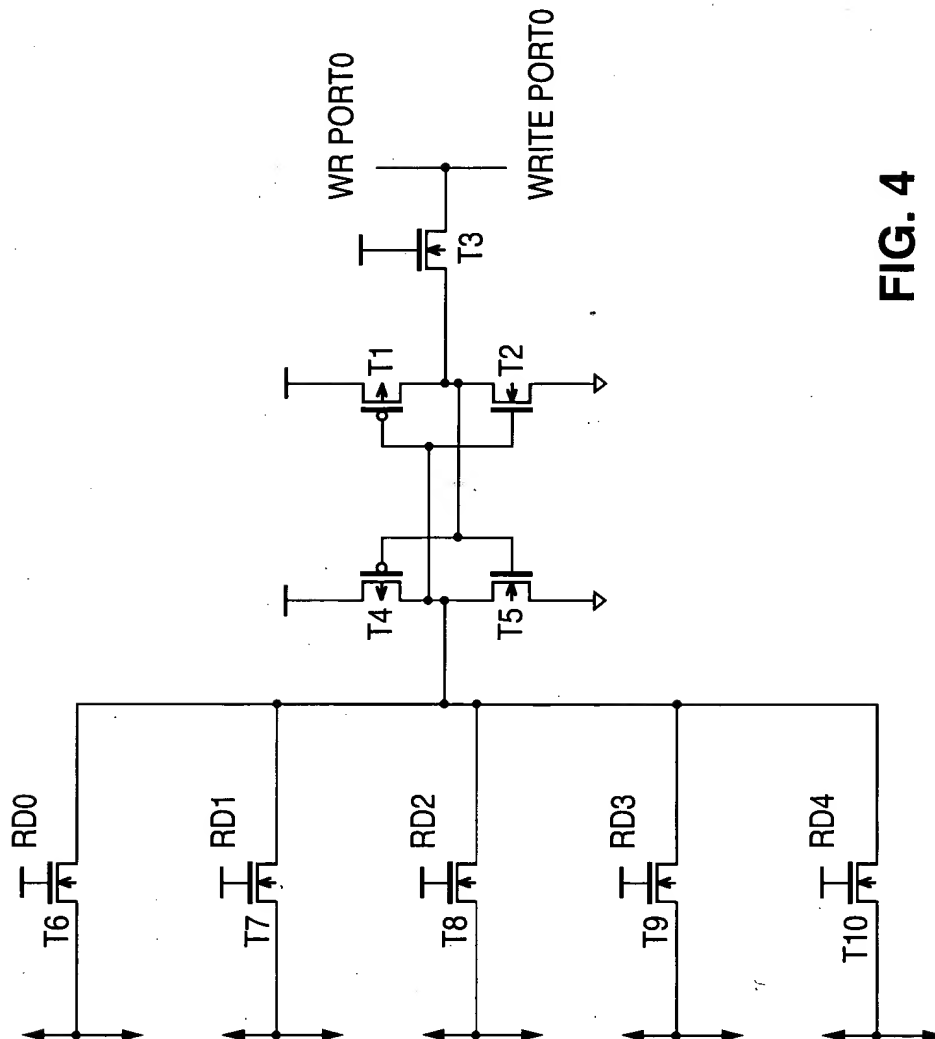 RD0
T6
RD1
T7
RD2
T8
RD3
T9
RD4
T10
T4
T5
T1
T2
T3
WR PORT0
WRITE PORT0
FIG. 4